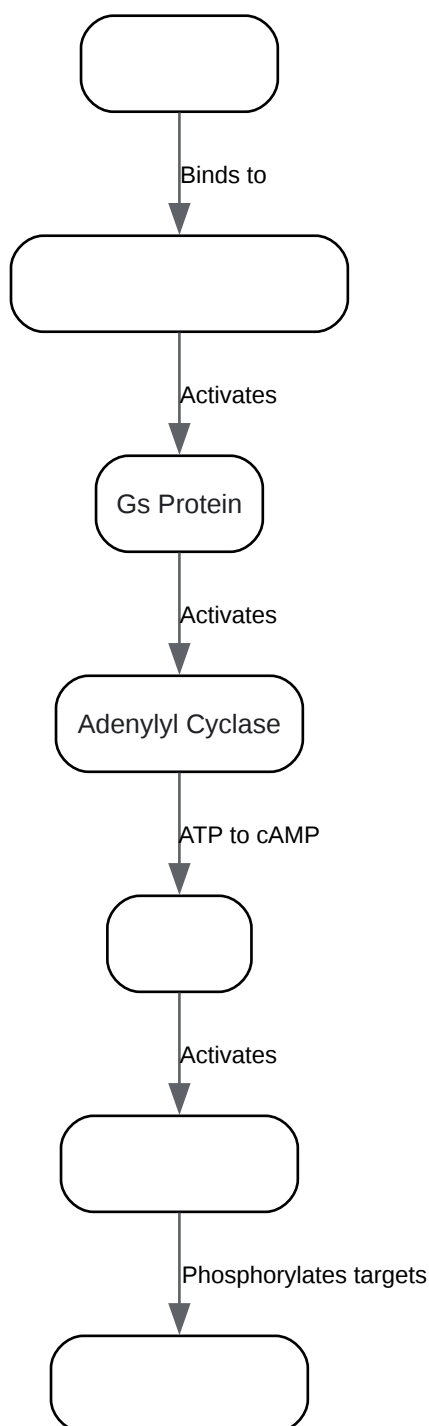 Binds to
Activates
Gs Protein
Activates
Adenylyl Cyclase
ATP to cAMP
Activates
Phosphorylates targets